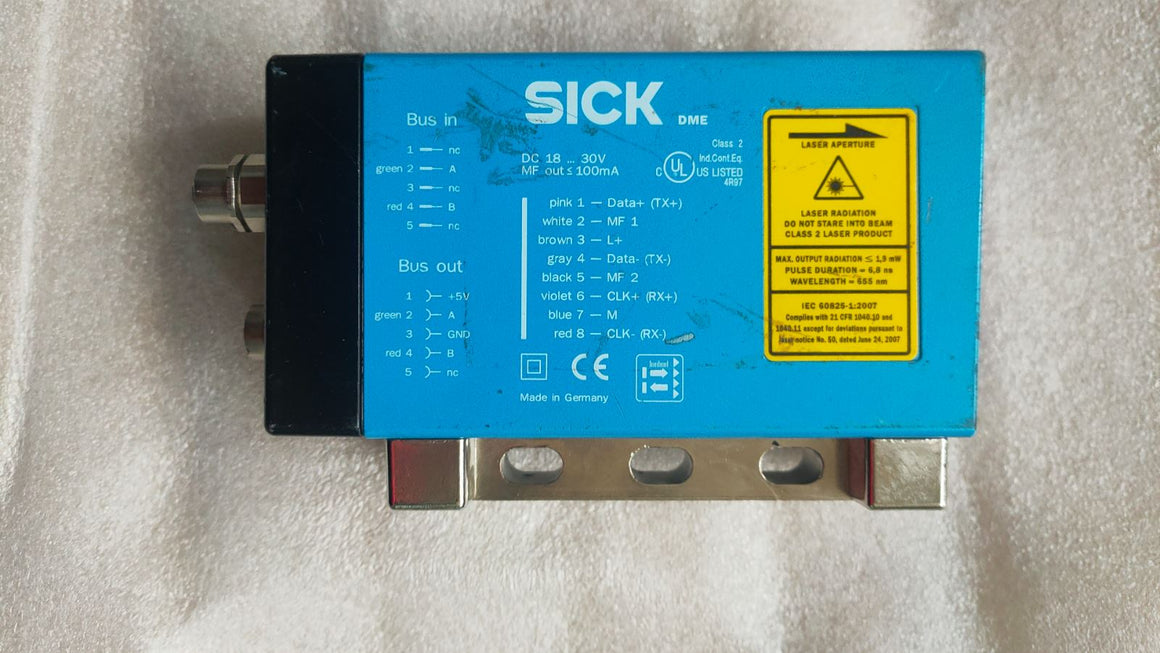 SICK
DME
Bus in
1 nc
green 2 A
3 nc
red 4 B
5 nc
Bus out
1 +5V
green 2 A
3 GND
red 4 B
5 nc
DC 18 ... 30V
MF out ≤ 100mA
Class 2
Ind.Cont.Eq.
C UL US LISTED
4R97
pink 1 — Data+ (TX+)
white 2 — MF 1
brown 3 — L+
gray 4 — Data- (TX-)
black 5 — MF 2
violet 6 — CLK+ (RX+)
blue 7 — M
red 8 — CLK- (RX-)
CE
Made in Germany
LASER APERTURE
LASER RADIATION
DO NOT STARE INTO BEAM
CLASS 2 LASER PRODUCT
MAX. OUTPUT RADIATION ≤ 1,9 mW
PULSE DURATION = 6,8 ns
WAVELENGTH = 655 nm
IEC 60825-1:2007
Complies with 21 CFR 1040.10 and
1040.11 except for deviations pursuant to
laser notice No. 50, dated June 24, 2007